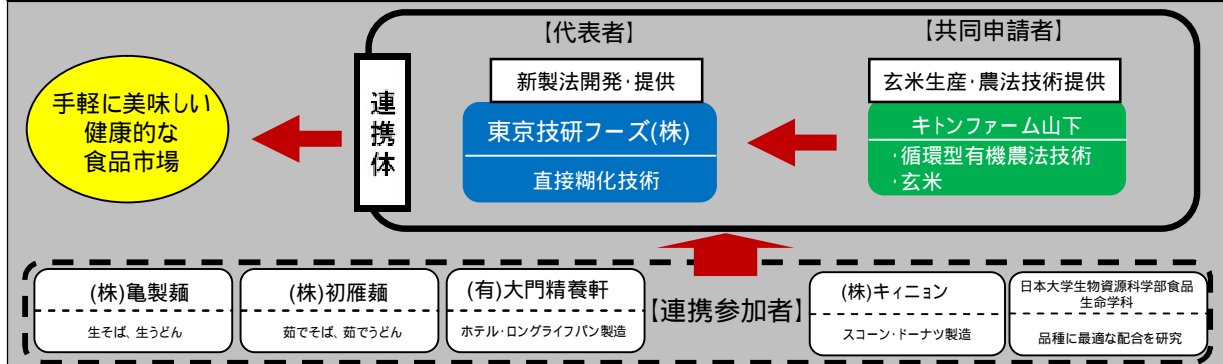 【代表者】
【共同申請者】
手軽に美味しい
健康的な
食品市場
連携体
新製法開発・提供
東京技研フーズ(株)
直接糊化技術
玄米生産・農法技術提供
キトンファーム山下
・循環型有機農法技術
・玄米
(株)亀製麺
生そば、生うどん
(株)初雁麺
茹でそば、茹でうどん
(有)大門精養軒
ホテル・ロングライフパン製造
【連携参加者】
(株)キィニョン
スコーン・ドーナツ製造
日本大学生物資源科学部食品
生命学科
品種に最適な配合を研究